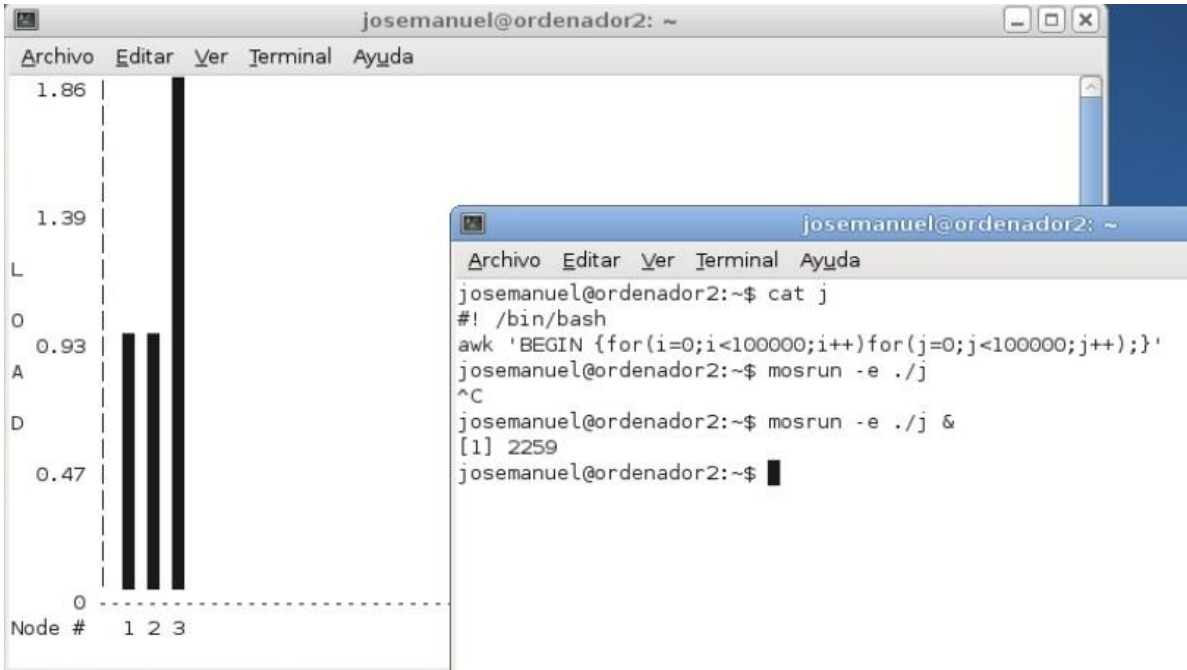 josemanuel@ordenador2: ~
Archivo Editar Ver Terminal Ayuda
1.86
1.39
L
O
0.93
A
D
0.47
0
Node # 1 2 3
josemanuel@ordenador2: ~
Archivo Editar Ver Terminal Ayuda
josemanuel@ordenador2:~$ cat j
#! /bin/bash
awk 'BEGIN {for(i=0;i<100000;i++)for(j=0;j<100000;j++);}'
josemanuel@ordenador2:~$ mosrun -e ./j
^C
josemanuel@ordenador2:~$ mosrun -e ./j &
[1] 2259
josemanuel@ordenador2:~$